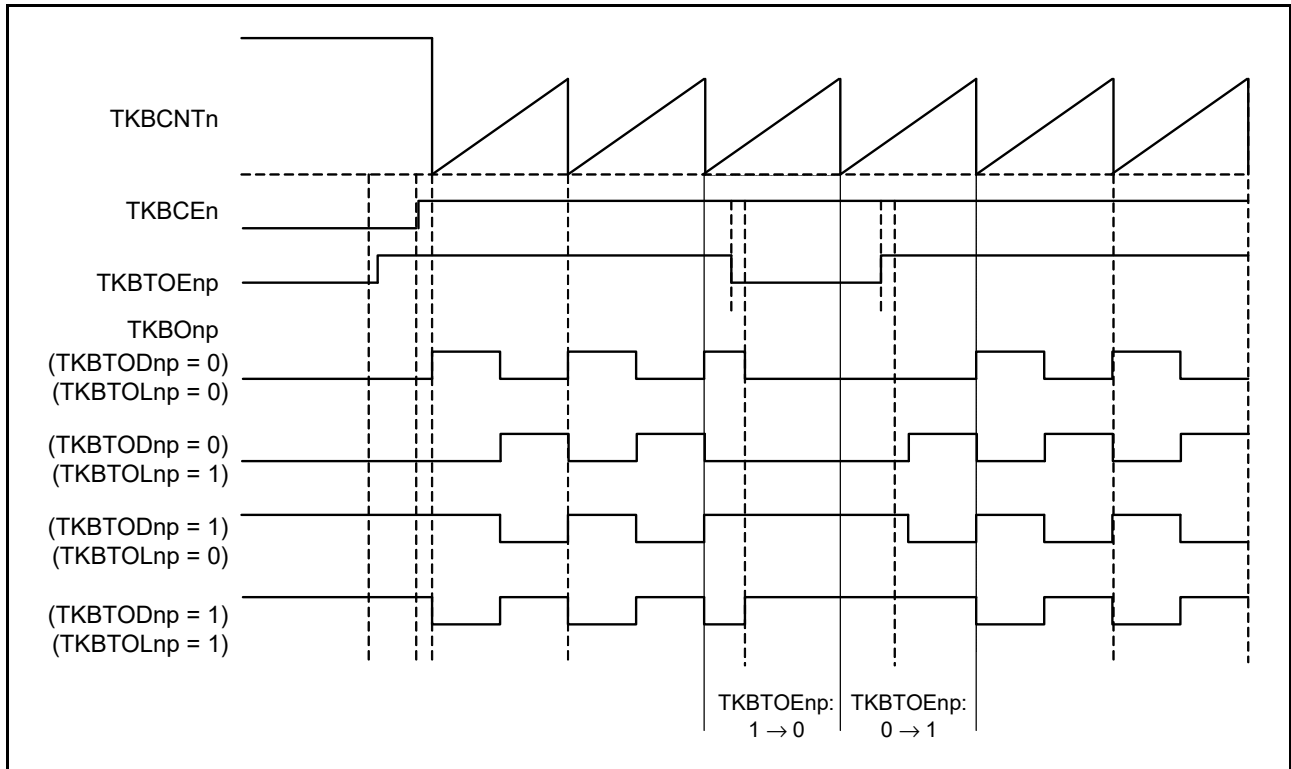 TKBCNTn
TKBCEn
TKBTOEnp
TKBOnp
(TKBTODnp = 0)
(TKBTOLnp = 0)
(TKBTODnp = 0)
(TKBTOLnp = 1)
(TKBTODnp = 1)
(TKBTOLnp = 0)
(TKBTODnp = 1)
(TKBTOLnp = 1)
TKBTOEnp:
1 → 0
TKBTOEnp:
0 → 1